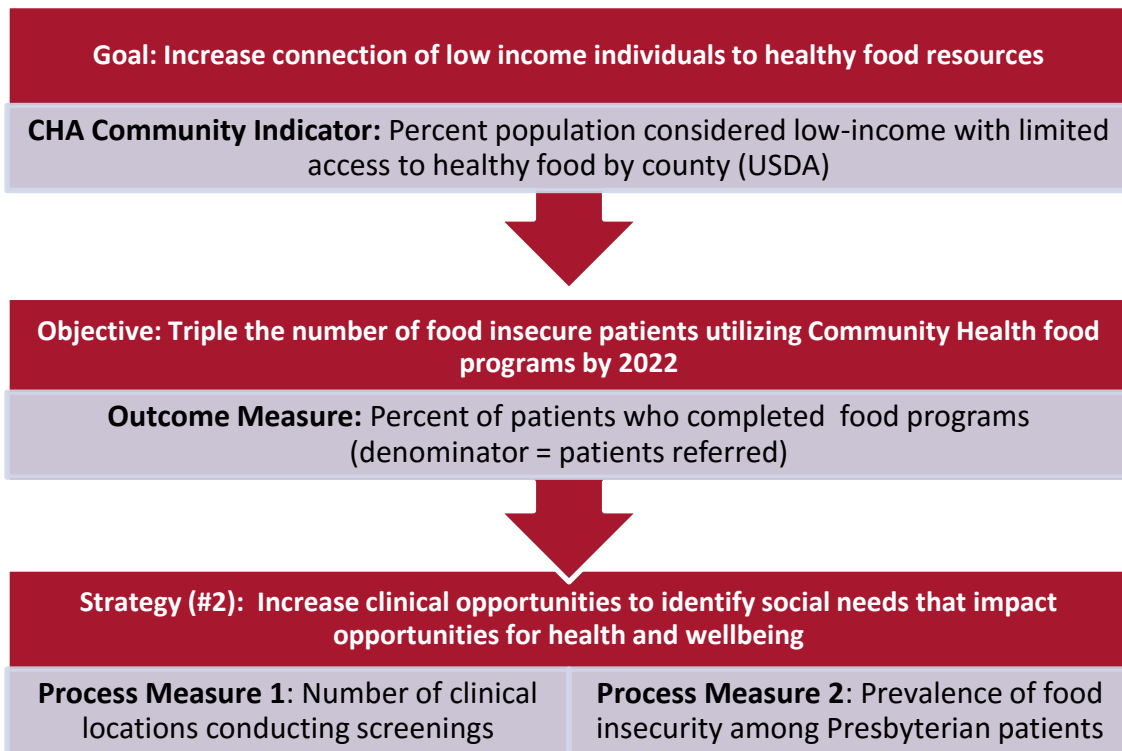 Goal: Increase connection of low income individuals to healthy food resources
CHA Community Indicator: Percent population considered low-income with limited
access to healthy food by county (USDA)
Objective: Triple the number of food insecure patients utilizing Community Health food
programs by 2022
Outcome Measure: Percent of patients who completed food programs
(denominator = patients referred)
Strategy (#2): Increase clinical opportunities to identify social needs that impact
opportunities for health and wellbeing
Process Measure 1: Number of clinical
locations conducting screenings
Process Measure 2: Prevalence of food
insecurity among Presbyterian patients